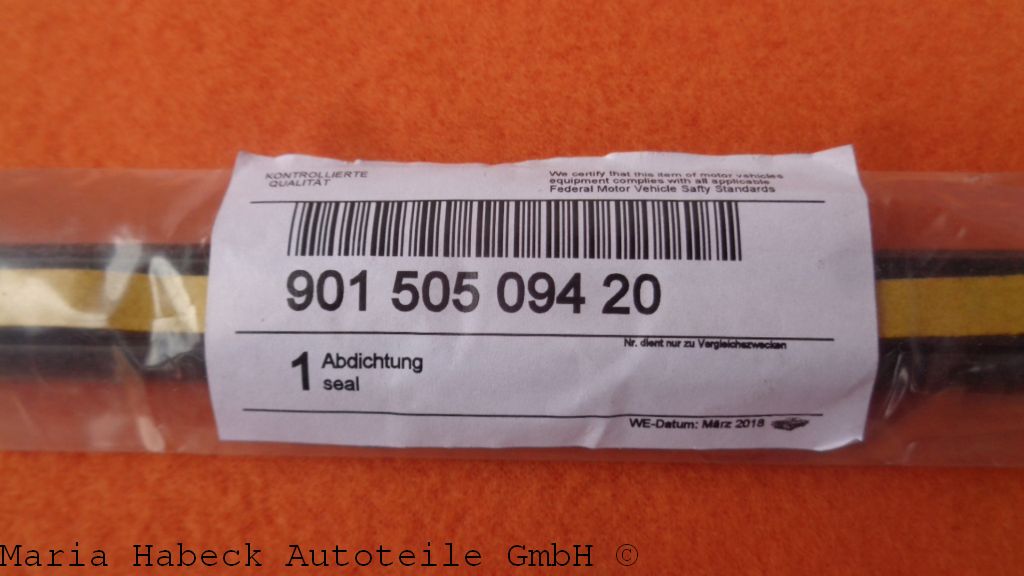 KONTROLLIERTE
QUALITÄT
We certify that this item of motor vehicles
equipment complies with all applicable
Federal Motor Vehicle Safty Standards
901 505 094 20
Nr. dient nur zu Vergleichszwecken
1 Abdichtung
seal
WE-Datum: März 2018
Maria Habeck Autoteile GmbH ©